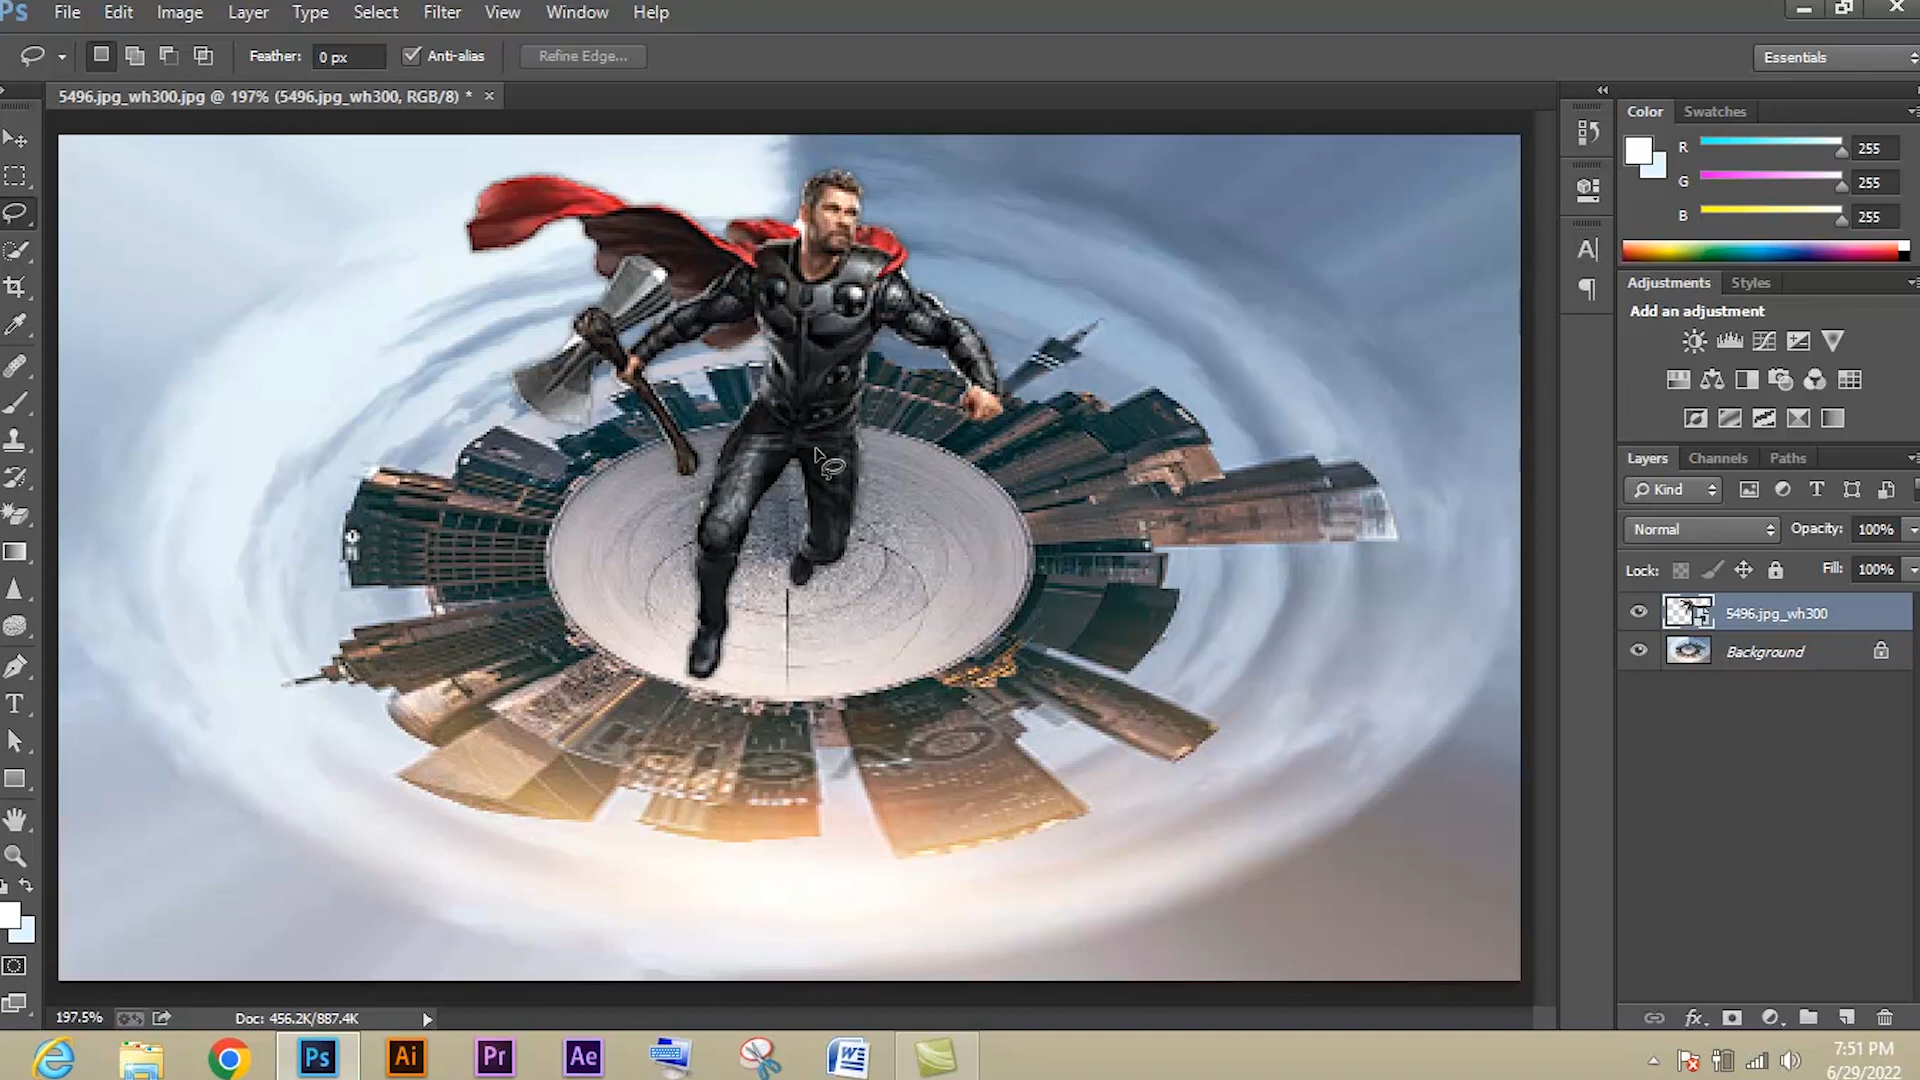 Ps File Edit Image Layer Type Select Filter View Window Help
Feather: 0 px Anti-alias Refine Edge... Essentials
5496.jpg_wh300.jpg @ 197% (5496.jpg_wh300, RGB/8) * ×
Color Swatches
R 255
G 255
B 255
Adjustments Styles
Add an adjustment
Layers Channels Paths
Kind
Normal Opacity: 100%
Lock: Fill: 100%
5496.jpg_wh300
Background
197.5% Doc: 456.2K/887.4K
fx
Ps Ai Pr Ae W
7:51 PM
6/29/2022